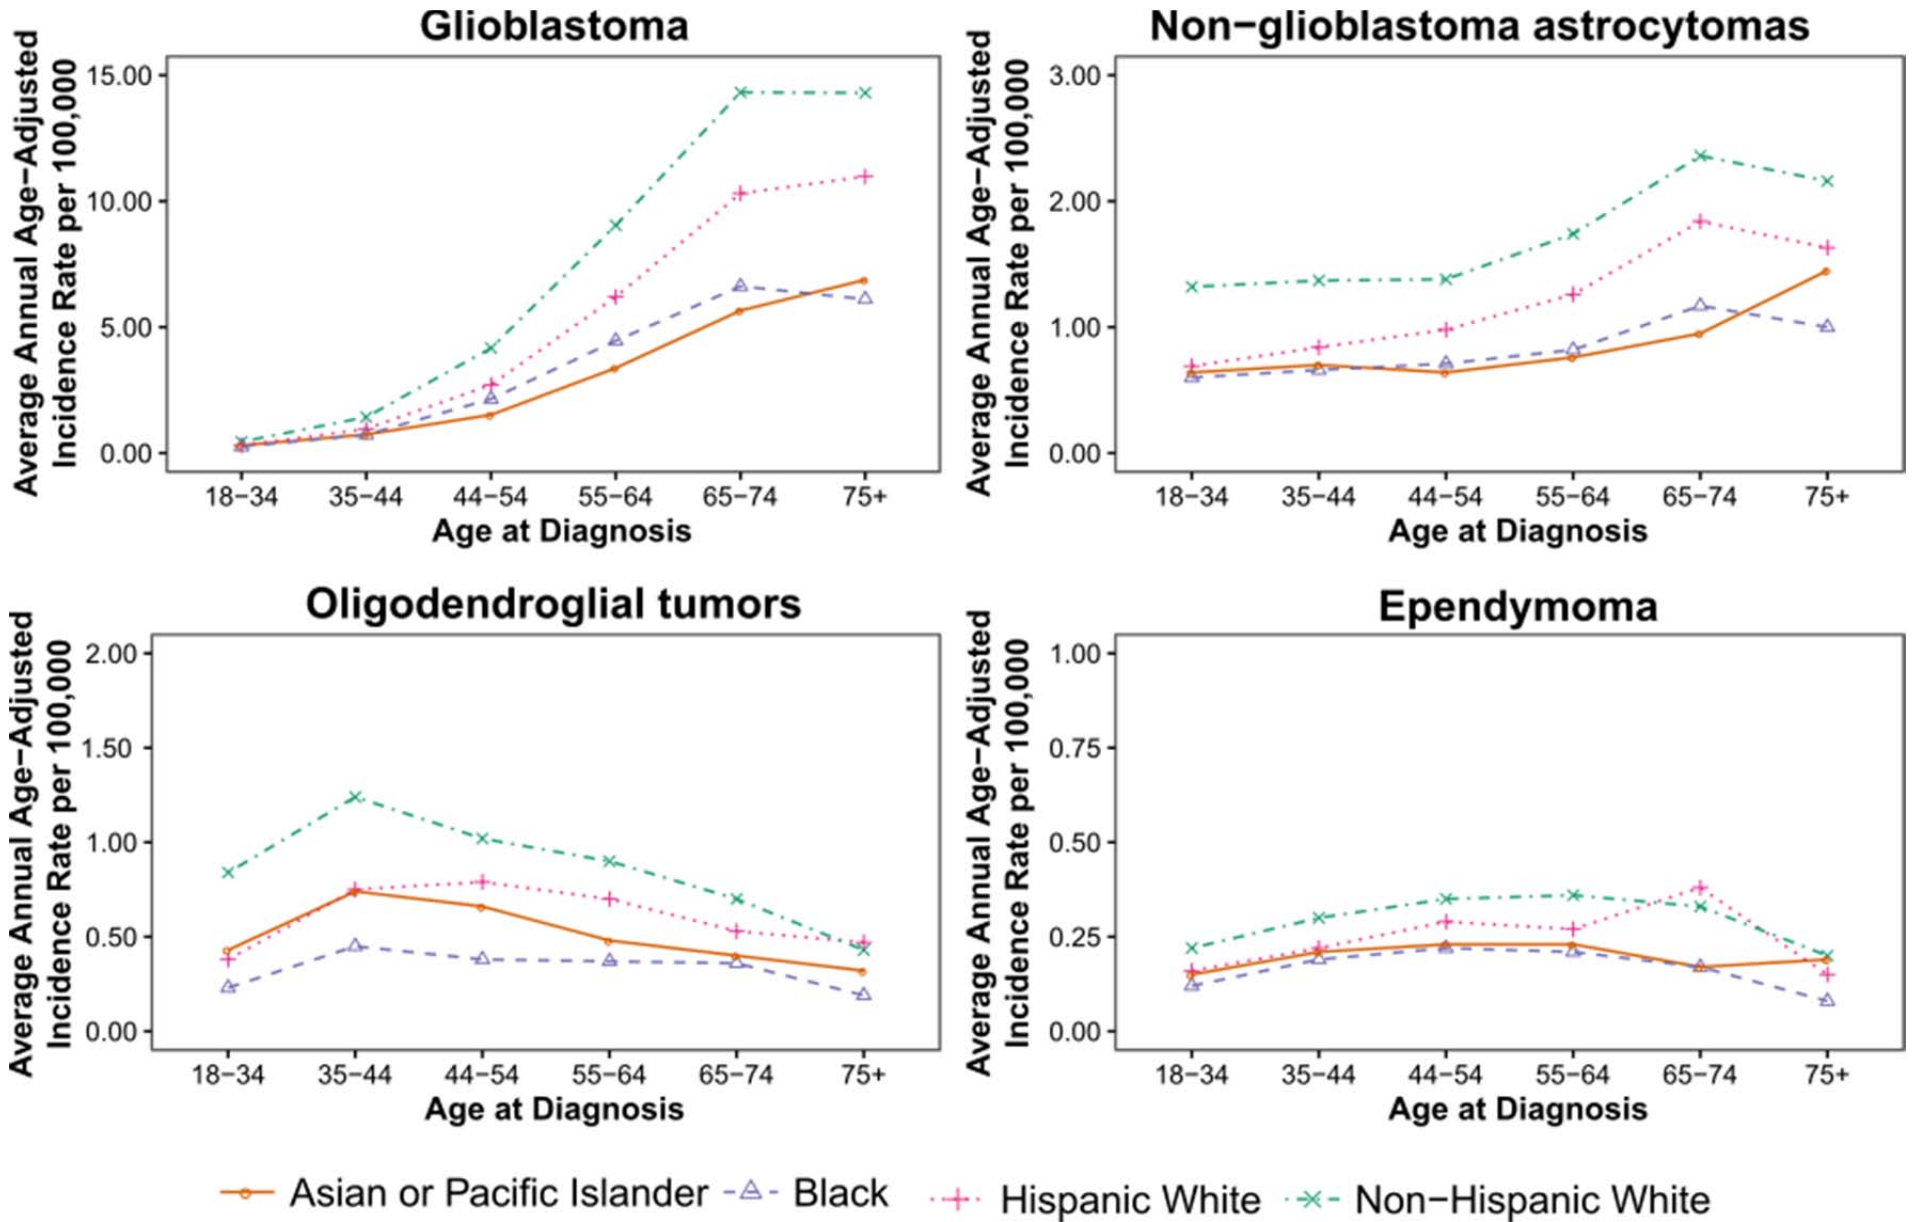 Glioblastoma
Average Annual Age−Adjusted
Incidence Rate per 100,000
15.00
10.00
5.00
0.00
18−34 35−44 44−54 55−64 65−74 75+
Age at Diagnosis
Non−glioblastoma astrocytomas
Average Annual Age−Adjusted
Incidence Rate per 100,000
3.00
2.00
1.00
0.00
18−34 35−44 44−54 55−64 65−74 75+
Age at Diagnosis
Oligodendroglial tumors
Average Annual Age−Adjusted
Incidence Rate per 100,000
2.00
1.50
1.00
0.50
0.00
18−34 35−44 44−54 55−64 65−74 75+
Age at Diagnosis
Ependymoma
Average Annual Age−Adjusted
Incidence Rate per 100,000
1.00
0.75
0.50
0.25
0.00
18−34 35−44 44−54 55−64 65−74 75+
Age at Diagnosis
Asian or Pacific Islander Black Hispanic White Non−Hispanic White